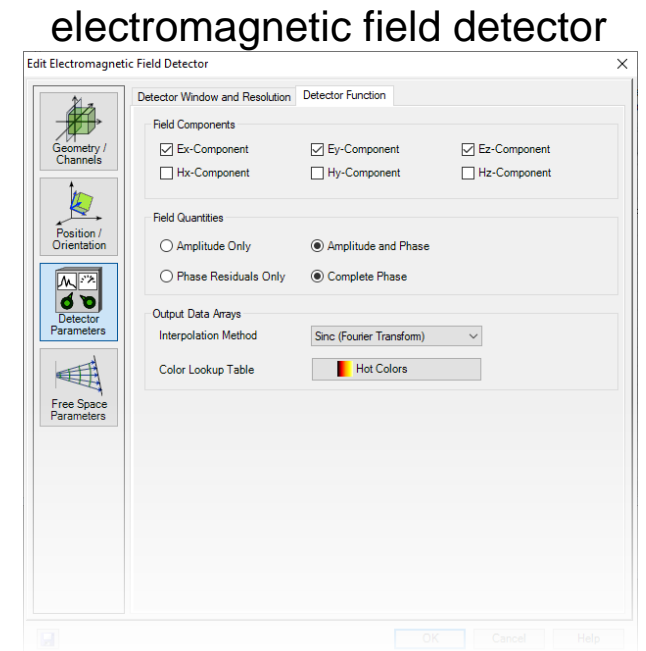 electromagnetic field detector
Edit Electromagnetic Field Detector
Geometry /
Channels
Position /
Orientation
Detector
Parameters
Free Space
Parameters
Detector Window and Resolution Detector Function
Field Components
Ex-Component Ey-Component Ez-Component
Hx-Component Hy-Component Hz-Component
Field Quantities
Amplitude Only Amplitude and Phase
Phase Residuals Only Complete Phase
Output Data Arrays
Interpolation Method Sinc (Fourier Transform)
Color Lookup Table Hot Colors
OK Cancel Help